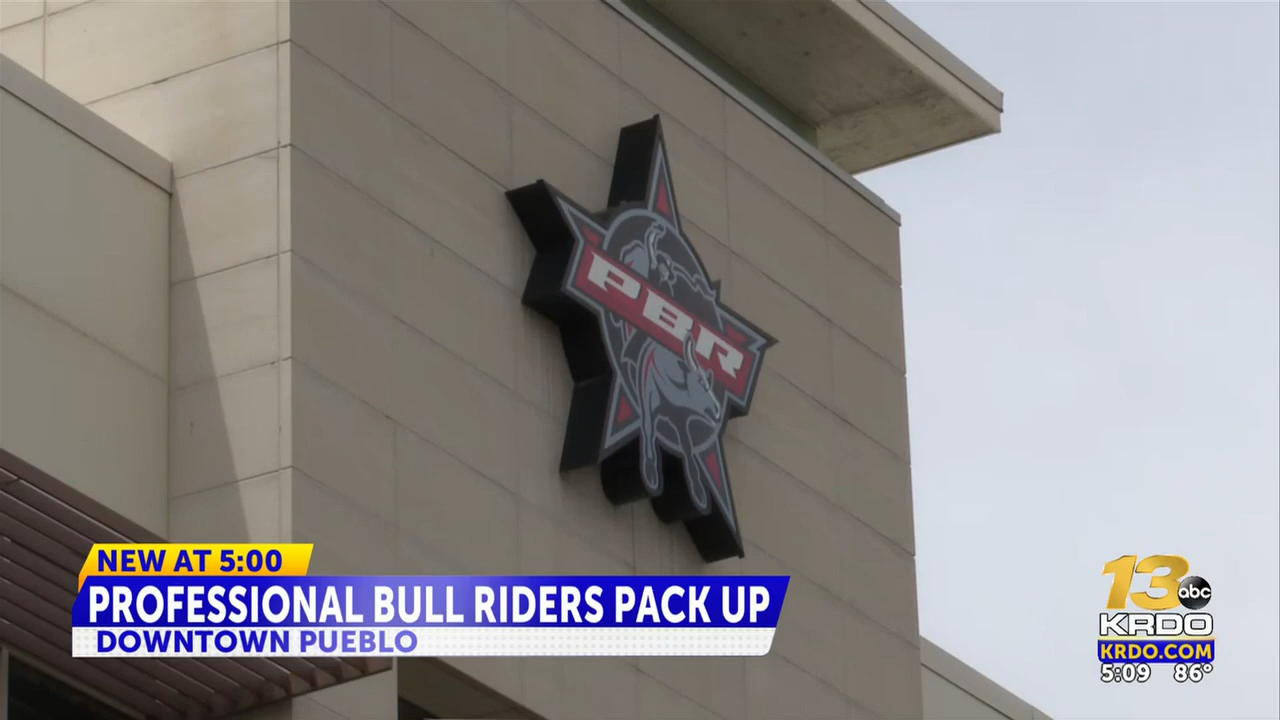 PBR
NEW AT 5:00
PROFESSIONAL BULL RIDERS PACK UP
DOWNTOWN PUEBLO
13 abc
KRDO
KRDO.COM
5:09 86°